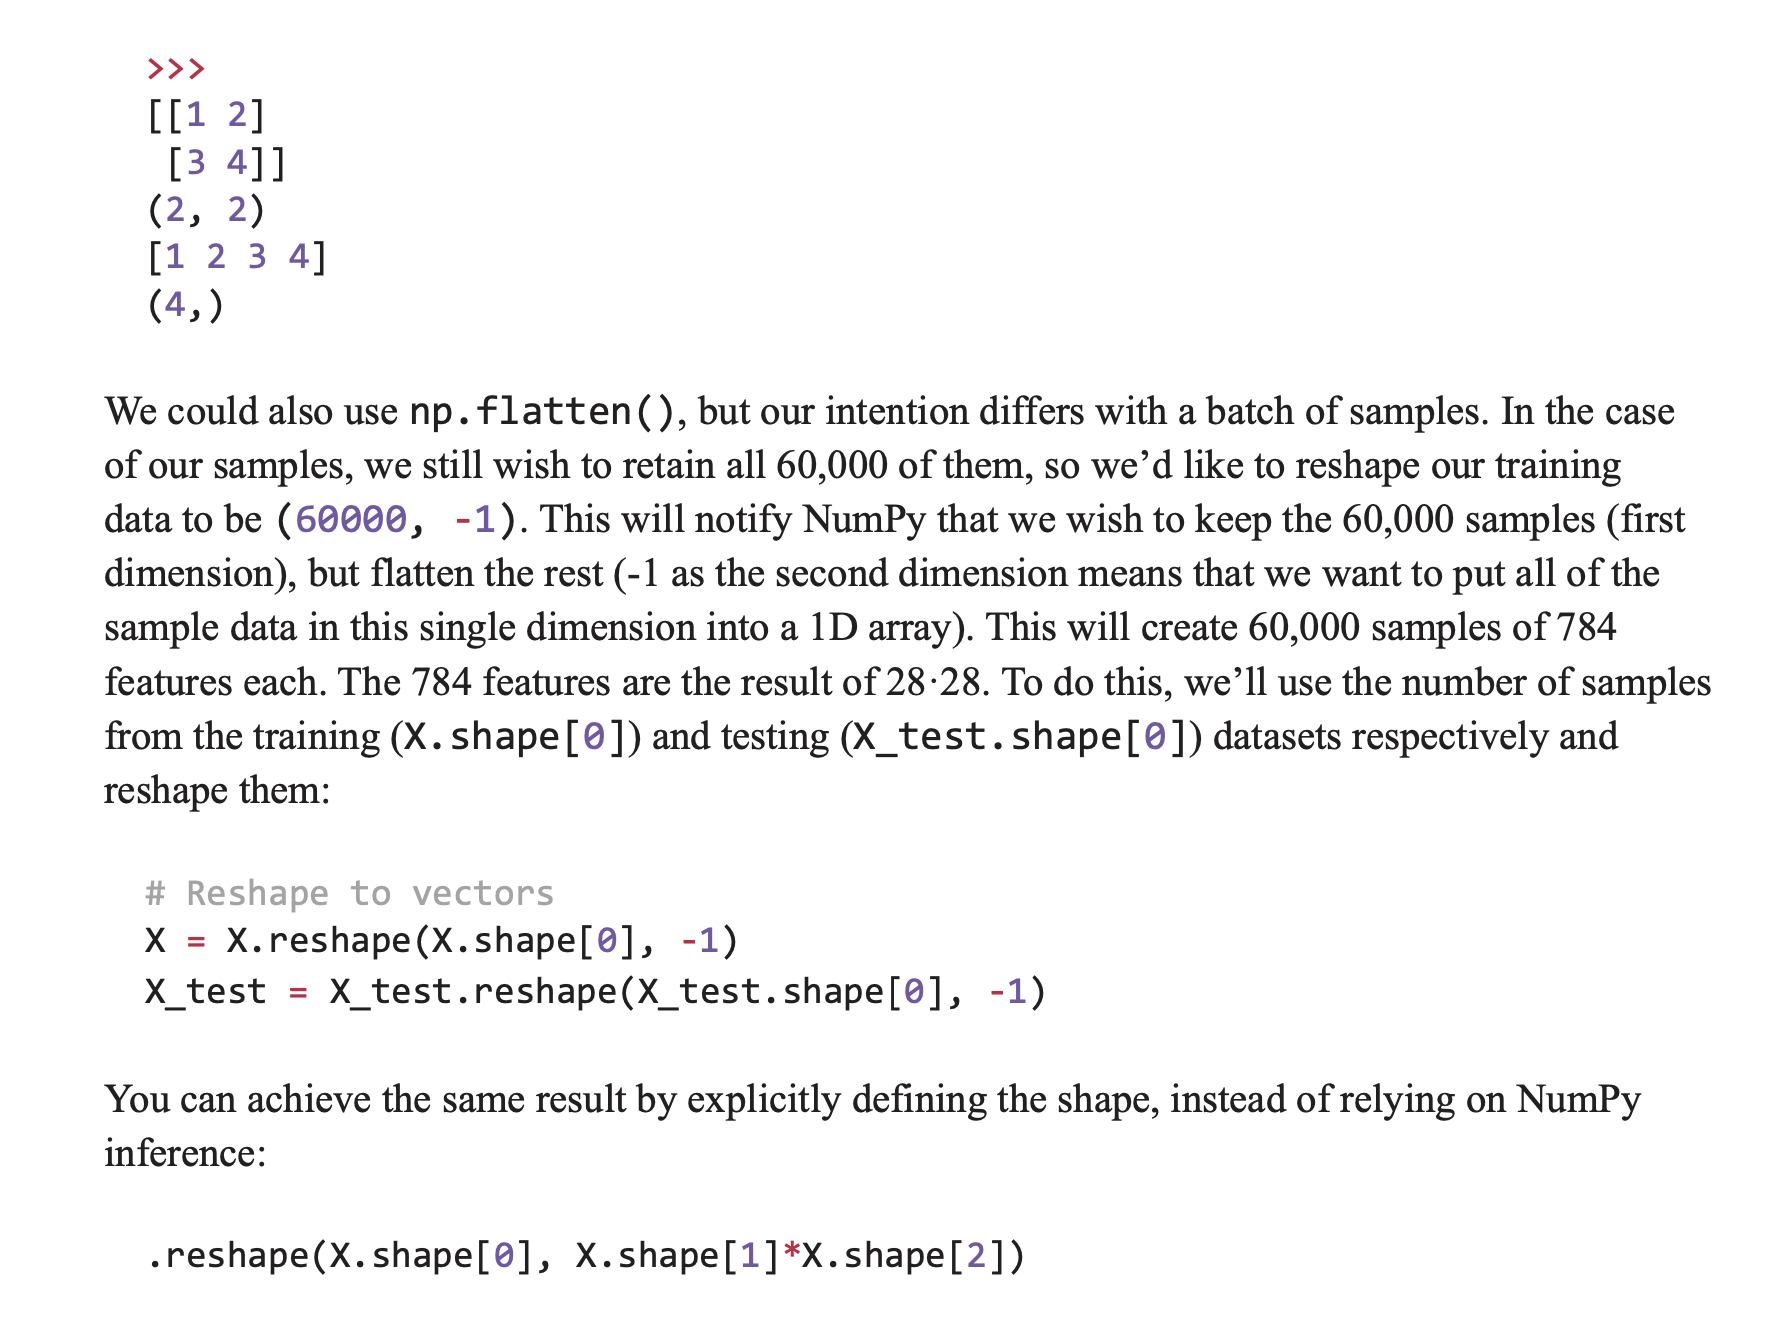 >>>
[[1 2]
 [3 4]]
(2, 2)
[1 2 3 4]
(4,)
We could also use np.flatten(), but our intention differs with a batch of samples. In the case
of our samples, we still wish to retain all 60,000 of them, so we’d like to reshape our training
data to be (60000, -1). This will notify NumPy that we wish to keep the 60,000 samples (first
dimension), but flatten the rest (-1 as the second dimension means that we want to put all of the
sample data in this single dimension into a 1D array). This will create 60,000 samples of 784
features each. The 784 features are the result of 28·28. To do this, we’ll use the number of samples
from the training (X.shape[0]) and testing (X_test.shape[0]) datasets respectively and
reshape them:
# Reshape to vectors
X = X.reshape(X.shape[0], -1)
X_test = X_test.reshape(X_test.shape[0], -1)
You can achieve the same result by explicitly defining the shape, instead of relying on NumPy
inference:
.reshape(X.shape[0], X.shape[1]*X.shape[2])